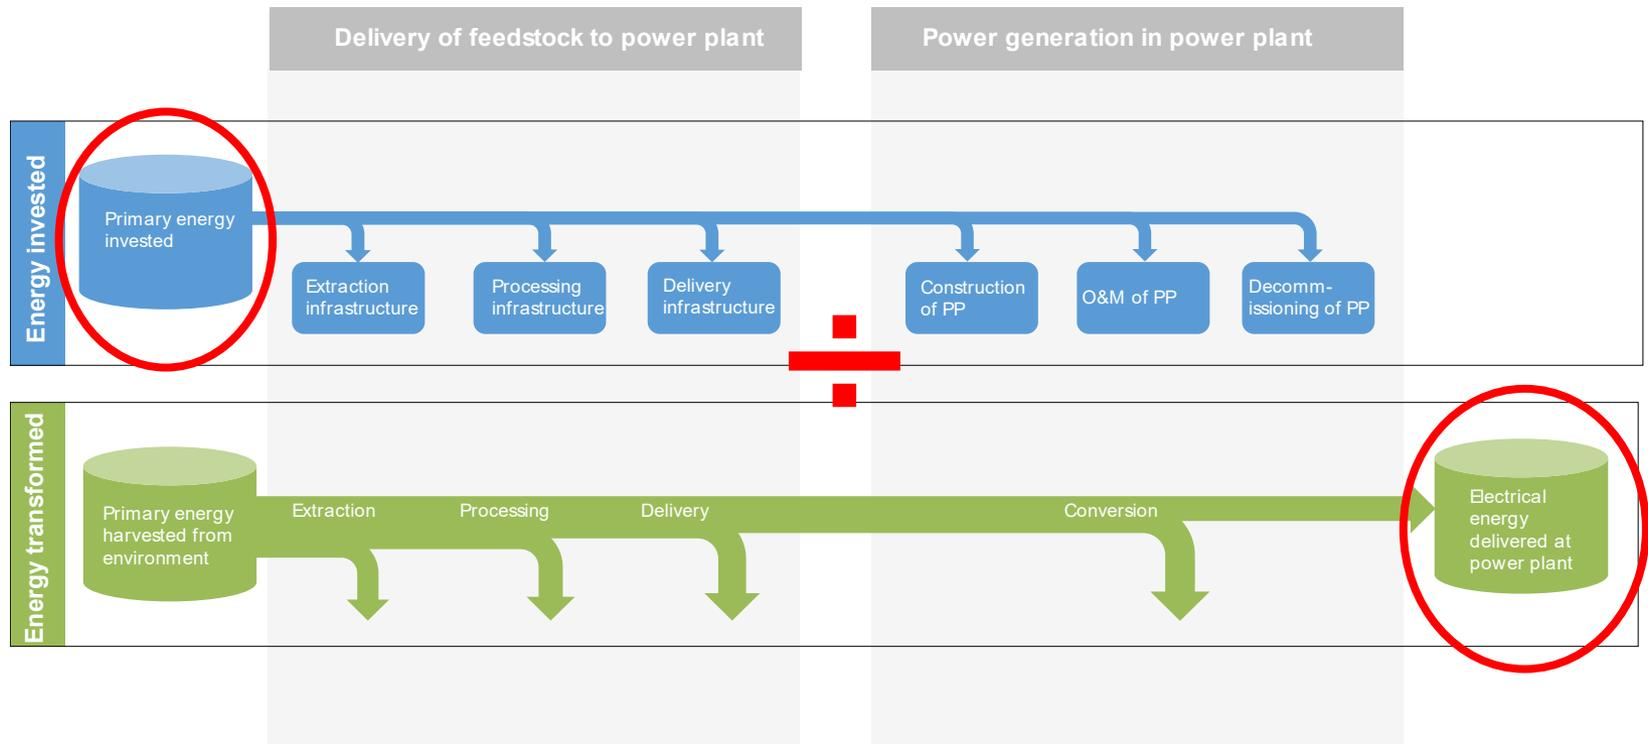 Delivery of feedstock to power plant
Power generation in power plant
Energy invested
Primary energy
invested
Extraction
infrastructure
Processing
infrastructure
Delivery
infrastructure
Construction
of PP
O&M of PP
Decomm-
issioning of PP
Energy transformed
Primary energy
harvested from
environment
Extraction
Processing
Delivery
Conversion
Electrical
energy
delivered at
power plant